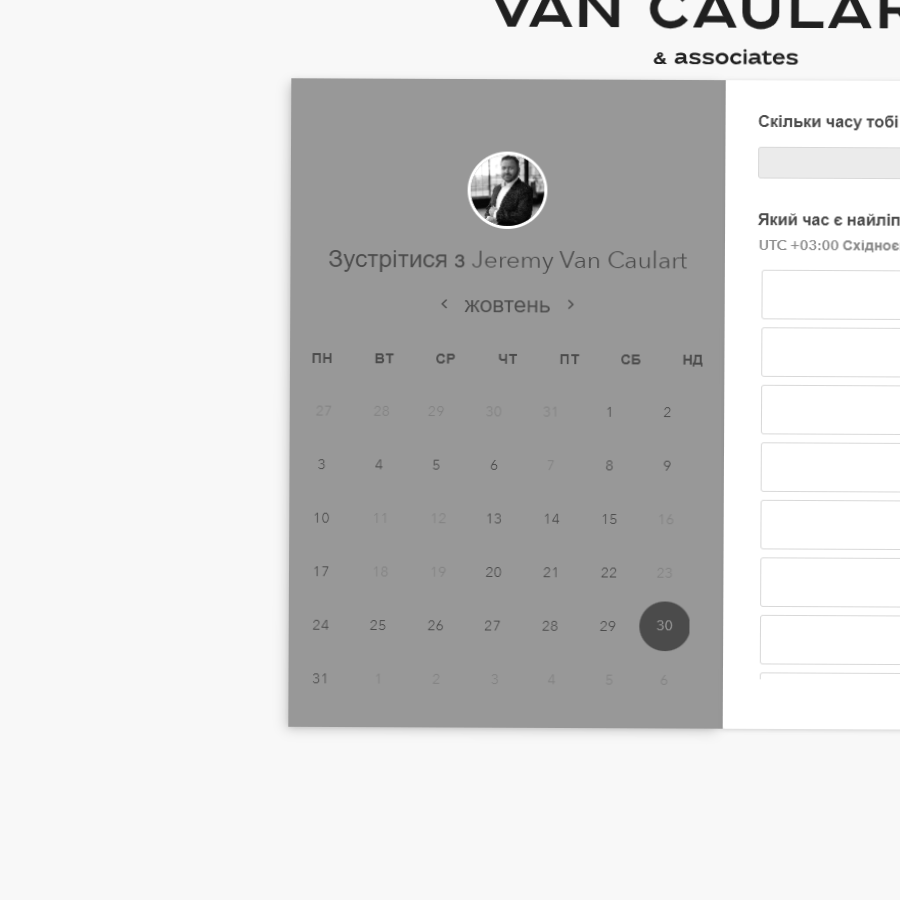 VAN CAULAR
& associates
Зустрітися з Jeremy Van Caulart
жовтень
ПН ВТ СР ЧТ ПТ СБ НД
27 28 29 30 31 1 2
3 4 5 6 7 8 9
10 11 12 13 14 15 16
17 18 19 20 21 22 23
24 25 26 27 28 29 30
31 1 2 3 4 5 6
Скільки часу тобі
Який час є найліп
UTC +03:00 Східноє